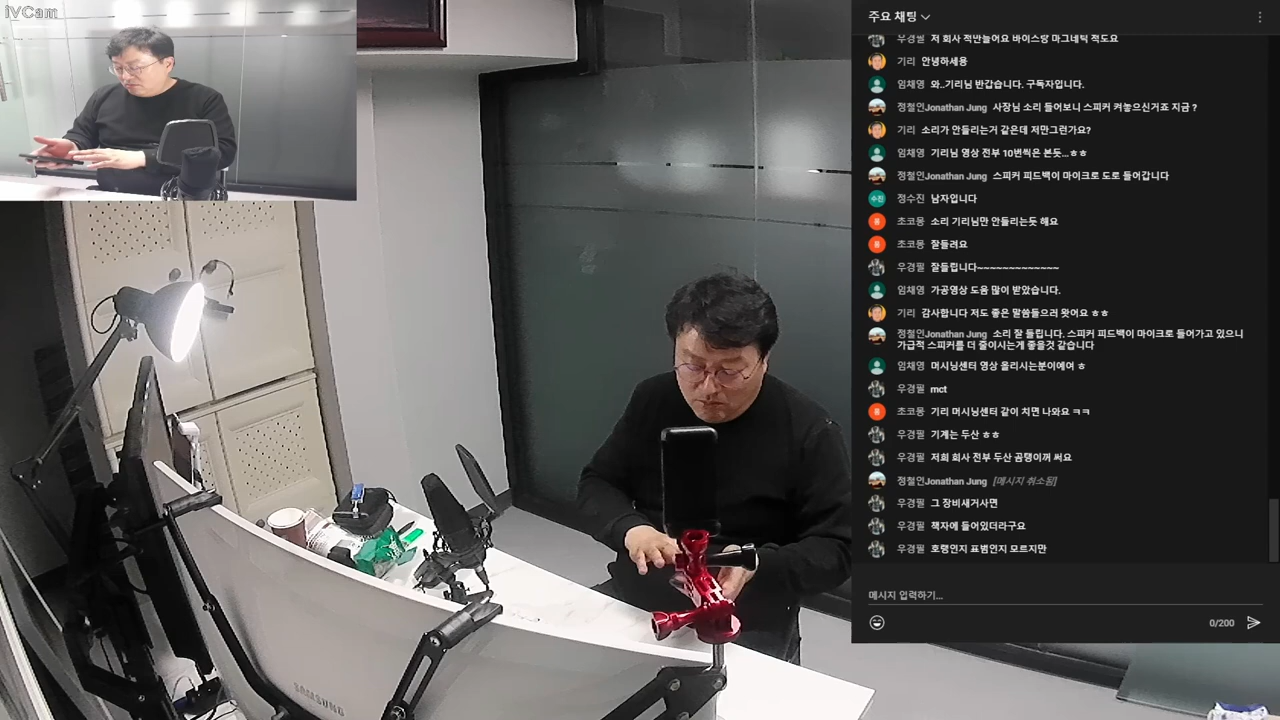 iVCam
SAMSUNG
주요 채팅
우경필 저 회사 적만들어요 바이스랑 마그네틱 척도요
기리 안녕하세용
임채영 와..기리님 반갑습니다. 구독자입니다.
정철인Jonathan Jung 사장님 소리 들어보니 스피커 켜놓으신거죠 지금 ?
기리 소리가 안들리는거 같은데 저만그런가요?
임채영 기리님 영상 전부 10번씩은 본듯...ㅎㅎ
정철인Jonathan Jung 스피커 피드백이 마이크로 도로 들어갑니다
수진 정수진 남자입니다
몽 초코몽 소리 기리님만 안들리는듯 해요
몽 초코몽 잘들려요
우경필 잘들립니다~~~~~~~~~~~~~
임채영 가공영상 도움 많이 받았습니다.
기리 감사합니다 저도 좋은 말씀들으러 왓어요 ㅎㅎ
정철인Jonathan Jung 소리 잘 들립니다. 스피커 피드백이 마이크로 들어가고 있으니
가급적 스피커를 더 줄이시는게 좋을것 같습니다
임채영 머시닝센터 영상 올리시는분이에여 ㅎ
우경필 mct
몽 초코몽 기리 머시닝센터 같이 치면 나와요 ㅋㅋ
우경필 기계는 두산 ㅎㅎ
우경필 저희 회사 전부 두산 곰탱이꺼 써요
정철인Jonathan Jung [메시지 취소됨]
우경필 그 장비새거사면
우경필 책자에 들어있더라구요
우경필 호랭인지 표범인지 모르지만
메시지 입력하기...
0/200